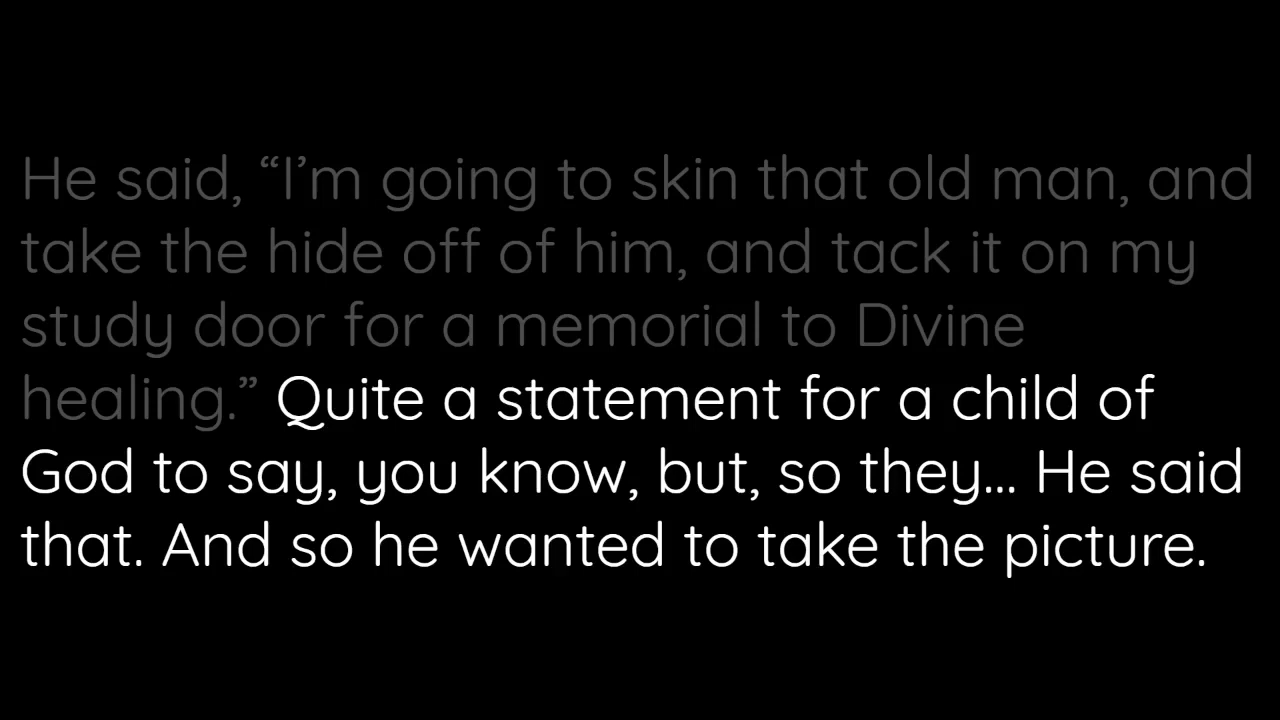 He said, “I’m going to skin that old man, and
take the hide off of him, and tack it on my
study door for a memorial to Divine
healing.” Quite a statement for a child of
God to say, you know, but, so they... He said
that. And so he wanted to take the picture.